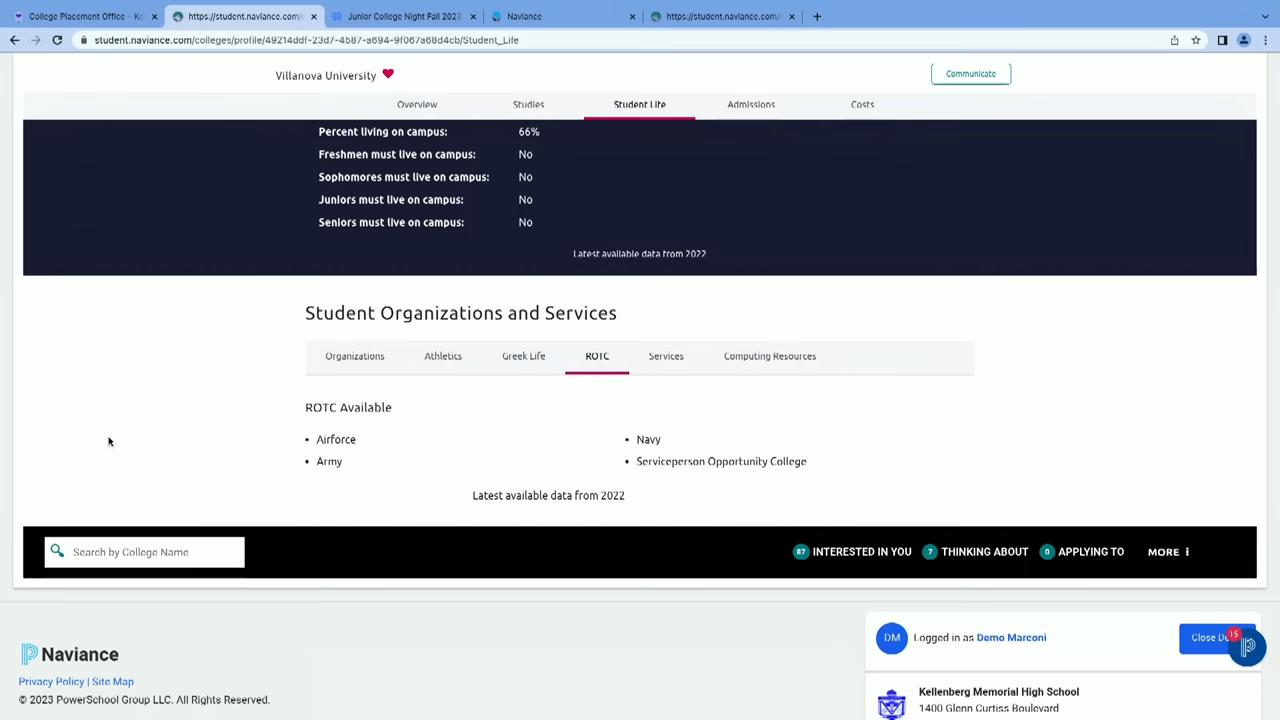 College Placement Office – Ke
https://student.naviance.com/
Junior College Night Fall 2023
Naviance
https://student.naviance.com/
student.naviance.com/colleges/profile/49214ddf-23d7-4587-a694-9f067a68d4cb/Student_Life
Villanova University
Communicate
Overview Studies Student Life Admissions Costs
Percent living on campus: 66%
Freshmen must live on campus: No
Sophomores must live on campus: No
Juniors must live on campus: No
Seniors must live on campus: No
Latest available data from 2022
Student Organizations and Services
Organizations Athletics Greek Life ROTC Services Computing Resources
ROTC Available
• Airforce • Navy
• Army • Serviceperson Opportunity College
Latest available data from 2022
Search by College Name 87 INTERESTED IN YOU 7 THINKING ABOUT 0 APPLYING TO MORE
DM Logged in as Demo Marconi Close De 15
Naviance
Privacy Policy | Site Map
© 2023 PowerSchool Group LLC. All Rights Reserved.
Kellenberg Memorial High School
1400 Glenn Curtiss Boulevard